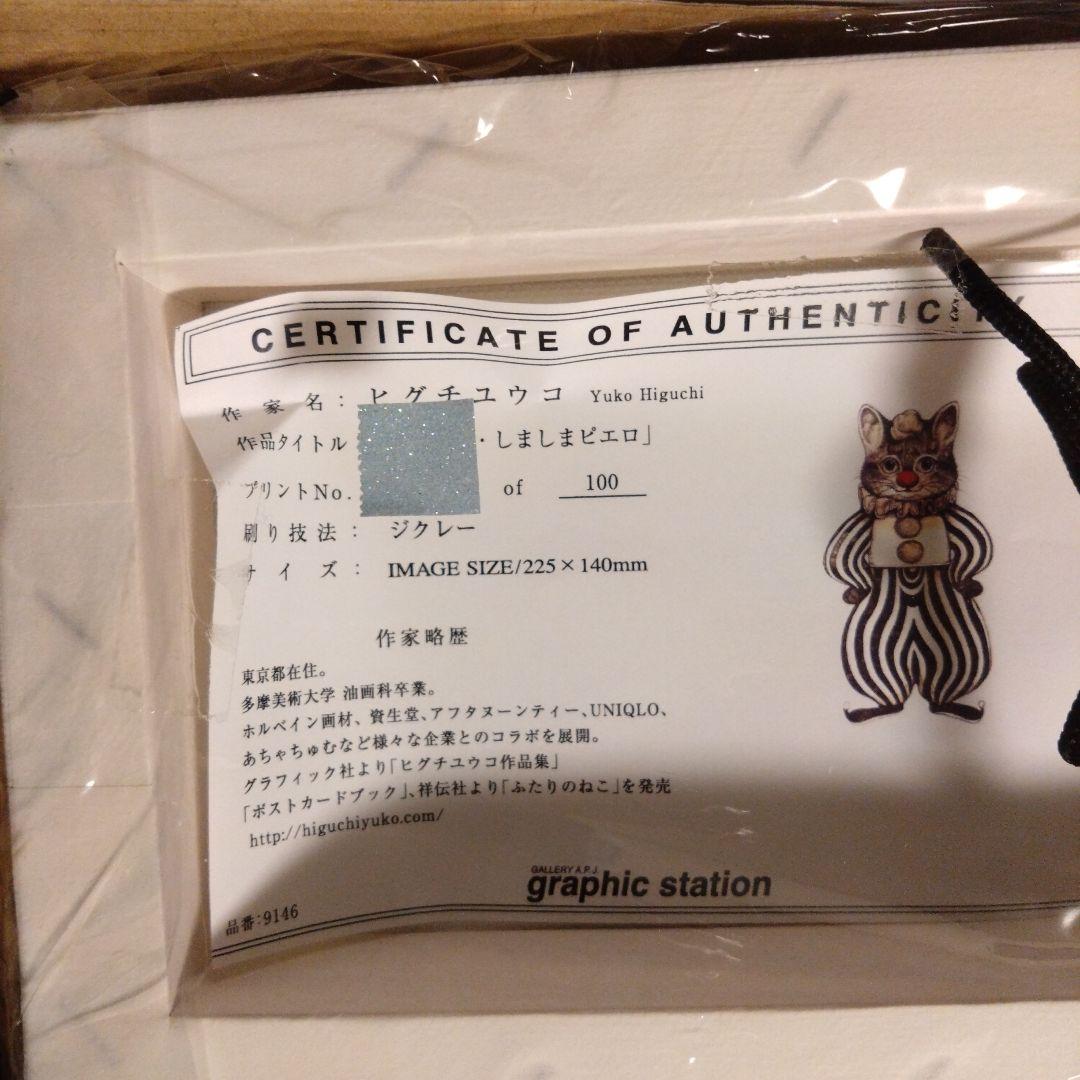 CERTIFICATE OF AUTHENTICITY
作家名： ヒグチユウコ Yuko Higuchi
作品タイトル ・しましまピエロ」
プリントNo. of 100
刷り技法： ジクレー
サイズ： IMAGE SIZE/225×140mm
作家略歴
東京都在住。
多摩美術大学 油画科卒業。
ホルベイン画材、資生堂、アフタヌーンティー、UNIQLO、
あちゃちゅむなど様々な企業とのコラボを展開。
グラフィック社より「ヒグチユウコ作品集」
「ポストカードブック」、祥伝社より「ふたりのねこ」を発売
http://higuchiyuko.com/
GALLERY A.P.J.
graphic station
品番：9146